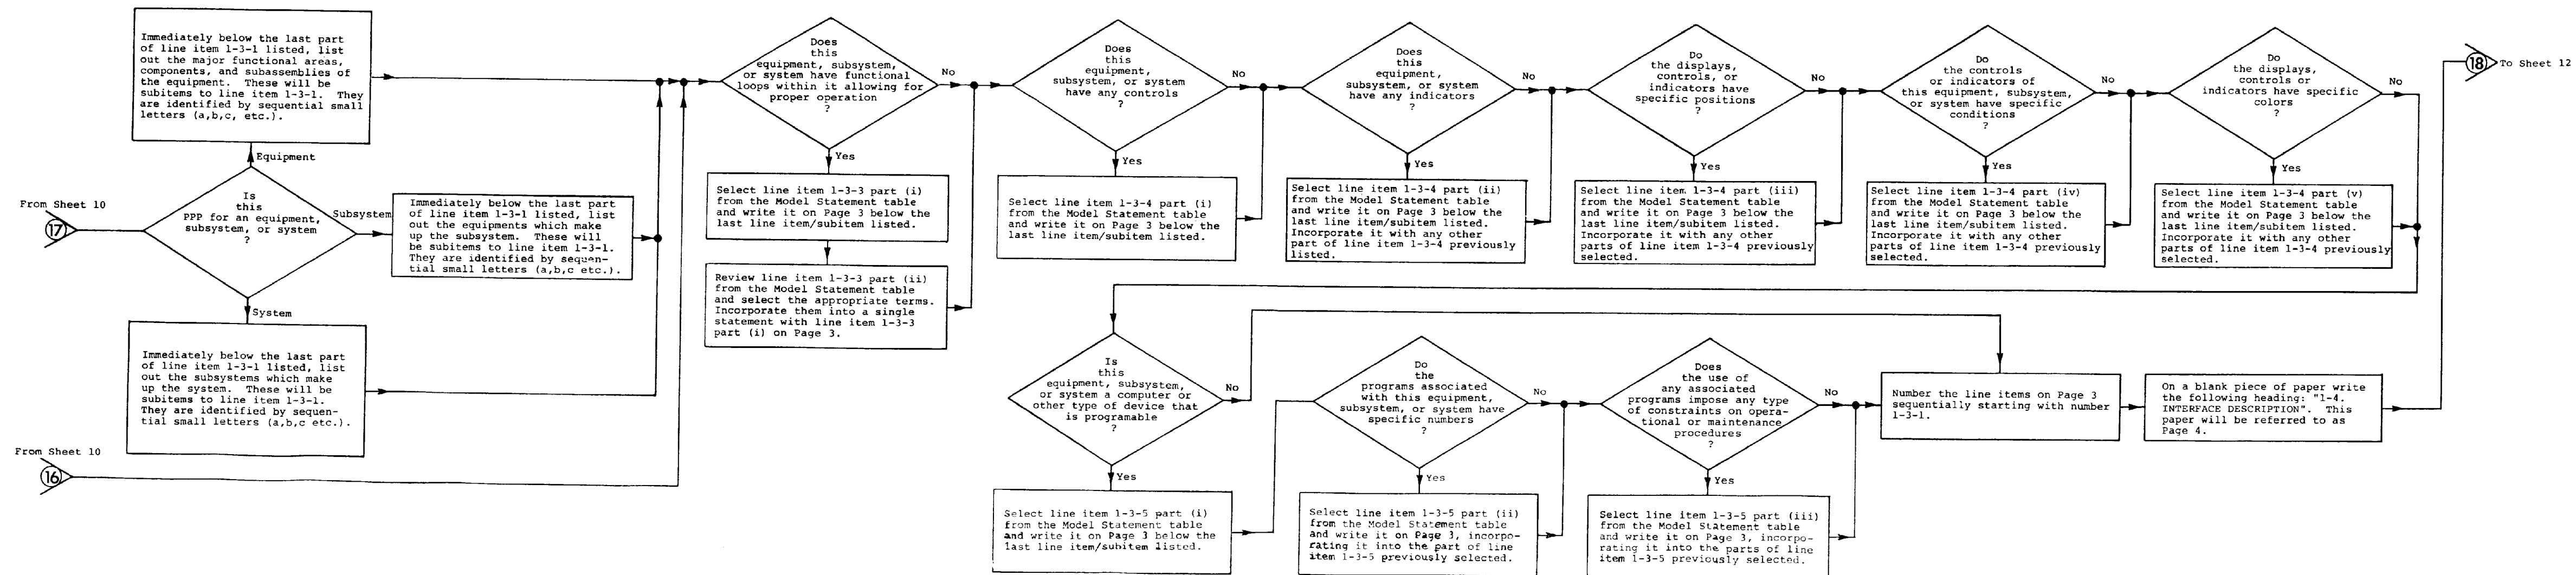 From Sheet 10
17
Is
this
PPP for an equipment,
subsystem, or system
?
Equipment
Immediately below the last part
of line item 1-3-1 listed, list
out the major functional areas,
components, and subassemblies of
the equipment. These will be
subitems to line item 1-3-1. They
are identified by sequential small
letters (a,b,c, etc.).
Subsystem
Immediately below the last part
of line item 1-3-1 listed, list
out the equipments which make
up the subsystem. These will
be subitems to line item 1-3-1.
They are identified by sequen-
tial small letters (a,b,c etc.).
System
Immediately below the last part
of line item 1-3-1 listed, list
out the subsystems which make
up the system. These will be
subitems to line item 1-3-1.
They are identified by sequen-
tial small letters (a,b,c etc.).
From Sheet 10
16
Does
this
equipment, subsystem,
or system have functional
loops within it allowing for
proper operation
?
No
Yes
Select line item 1-3-3 part (i)
from the Model Statement table
and write it on Page 3 below the
last line item/subitem listed.
Review line item 1-3-3 part (ii)
from the Model Statement table
and select the appropriate terms.
Incorporate them into a single
statement with line item 1-3-3
part (i) on Page 3.
Does
this
equipment,
subsystem, or system
have any controls
?
No
Yes
Select line item 1-3-4 part (i)
from the Model Statement table
and write it on Page 3 below the
last line item/subitem listed.
Does
this
equipment,
subsystem, or system
have any indicators
?
No
Yes
Select line item 1-3-4 part (ii)
from the Model Statement table
and write it on Page 3 below the
last line item/subitem listed.
Incorporate it with any other
part of line item 1-3-4 previously
listed.
Do
the displays,
controls, or
indicators have
specific positions
?
No
Yes
Select line item 1-3-4 part (iii)
from the Model Statement table
and write it on Page 3 below the
last line item/subitem listed.
Incorporate it with any other
parts of line item 1-3-4 previously
selected.
Do
the controls
or indicators of
this equipment, subsystem,
or system have specific
conditions
?
No
Yes
Select line item 1-3-4 part (iv)
from the Model Statement table
and write it on Page 3 below the
last line item/subitem listed.
Incorporate it with any other
parts of line item 1-3-4 previously
selected.
Do
the displays,
controls or
indicators have specific
colors
?
No
Yes
Select line item 1-3-4 part (v)
from the Model Statement table
and write it on Page 3 below the
last line item/subitem listed.
Incorporate it with any other
parts of line item 1-3-4 previously
selected.
18
To Sheet 12
Is
this
equipment, subsystem,
or system a computer or
other type of device that
is programable
?
No
Yes
Select line item 1-3-5 part (i)
from the Model Statement table
and write it on Page 3 below the
last line item/subitem listed.
Do
the
programs associated
with this equipment,
subsystem, or system have
specific numbers
?
No
Yes
Select line item 1-3-5 part (ii)
from the Model Statement table
and write it on Page 3, incorpo-
rating it into the part of line
item 1-3-5 previously selected.
Does
the use of
any associated
programs impose any type
of constraints on opera-
tional or maintenance
procedures
?
No
Yes
Select line item 1-3-5 part (iii)
from the Model Statement table
and write it on Page 3, incorpo-
rating it into the parts of line
item 1-3-5 previously selected.
Number the line items on Page 3
sequentially starting with number
1-3-1.
On a blank piece of paper write
the following heading: "1-4.
INTERFACE DESCRIPTION". This
paper will be referred to as
Page 4.